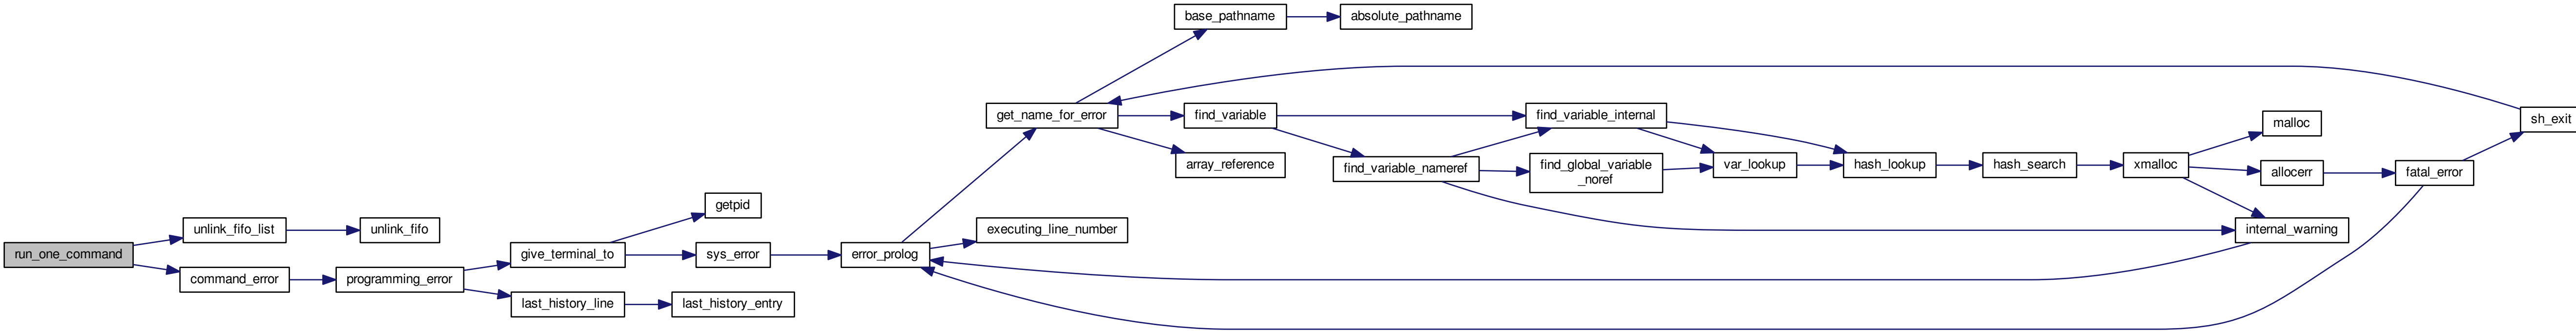 run_one_command
unlink_fifo_list
unlink_fifo
command_error
programming_error
give_terminal_to
getpid
sys_error
last_history_line
last_history_entry
error_prolog
executing_line_number
get_name_for_error
base_pathname
absolute_pathname
find_variable
array_reference
find_variable_nameref
find_variable_internal
find_global_variable
_noref
var_lookup
hash_lookup
hash_search
xmalloc
malloc
allocerr
internal_warning
fatal_error
sh_exit